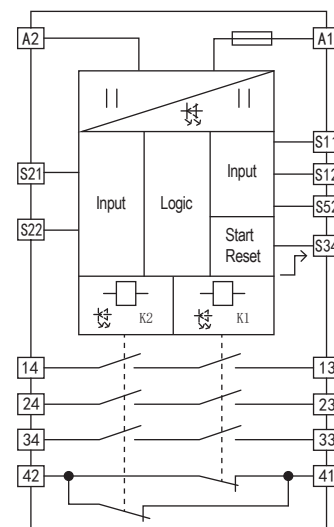 A2 A1
S11
S21 Input Logic Input S12
S52
S22 Start S34
Reset
K2 K1
14 13
24 23
34 33
42 41